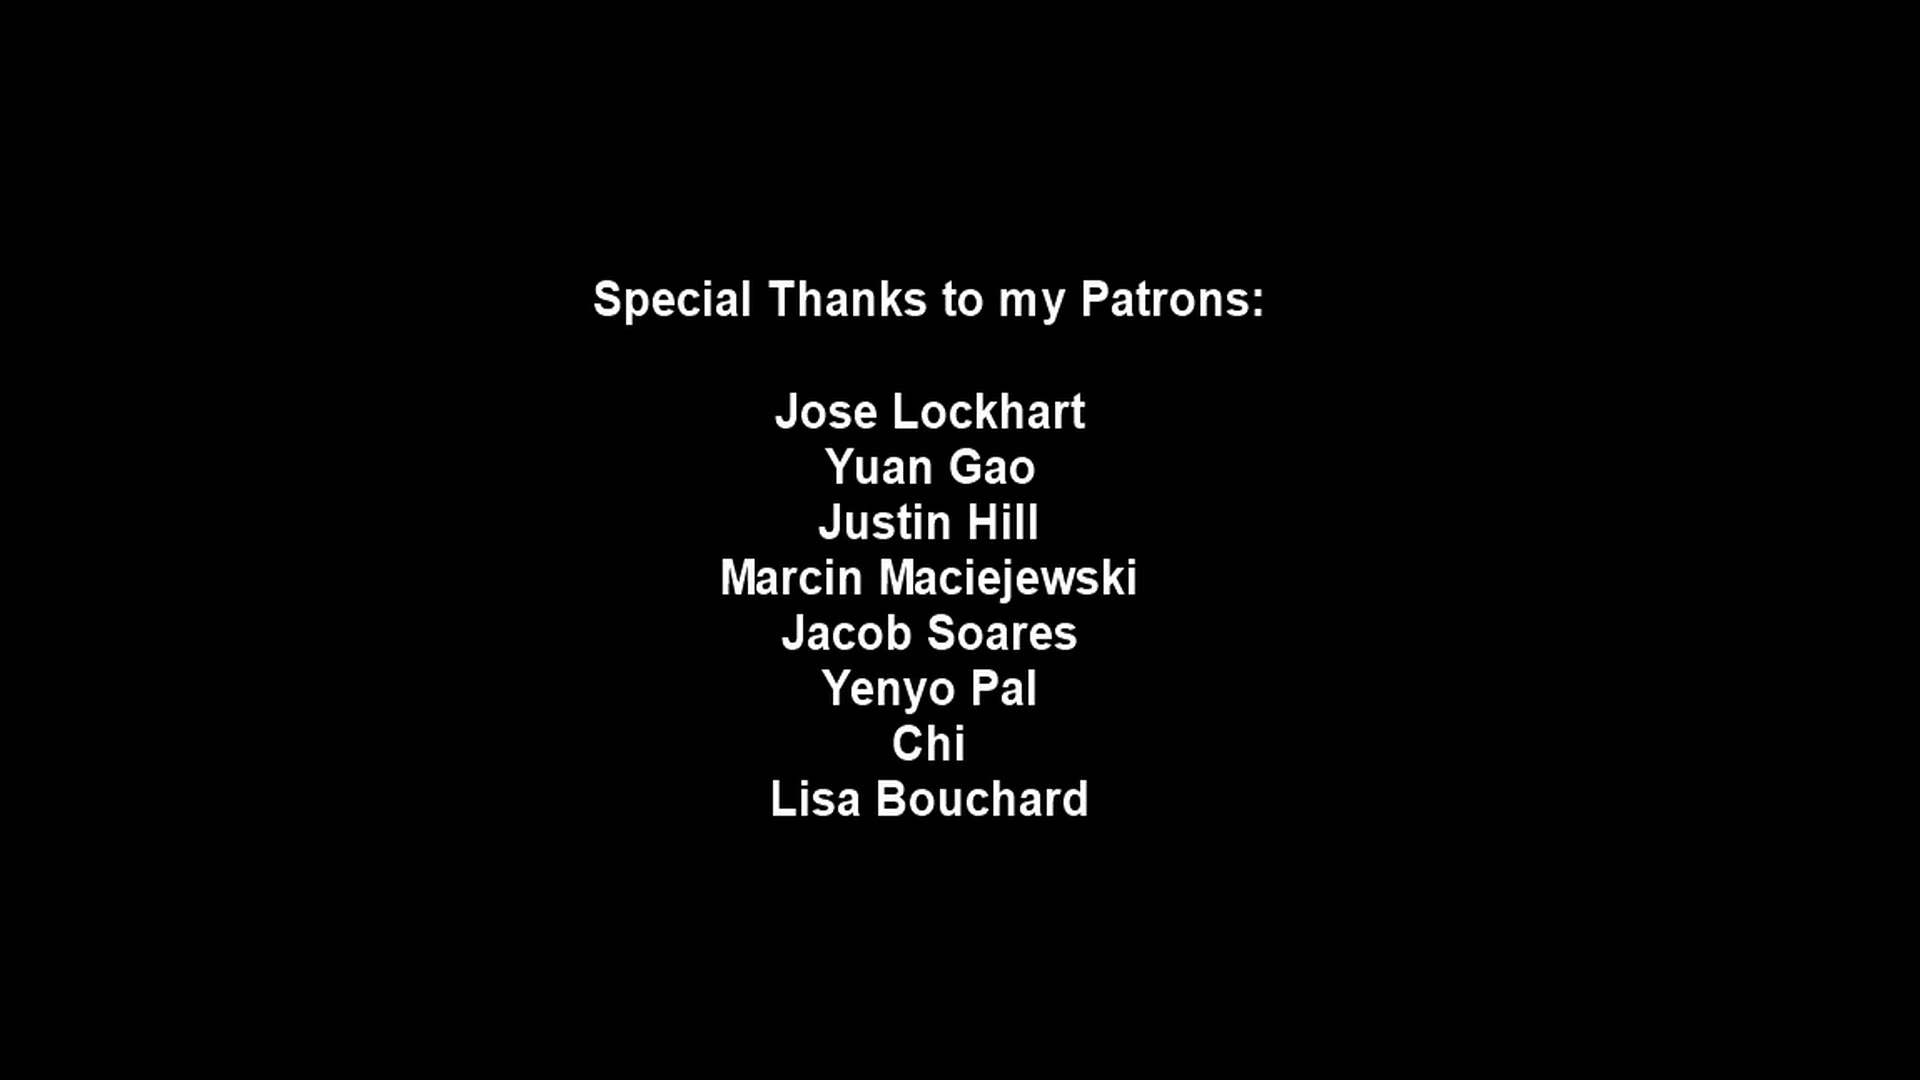 Special Thanks to my Patrons:
Jose Lockhart
Yuan Gao
Justin Hill
Marcin Maciejewski
Jacob Soares
Yenyo Pal
Chi
Lisa Bouchard